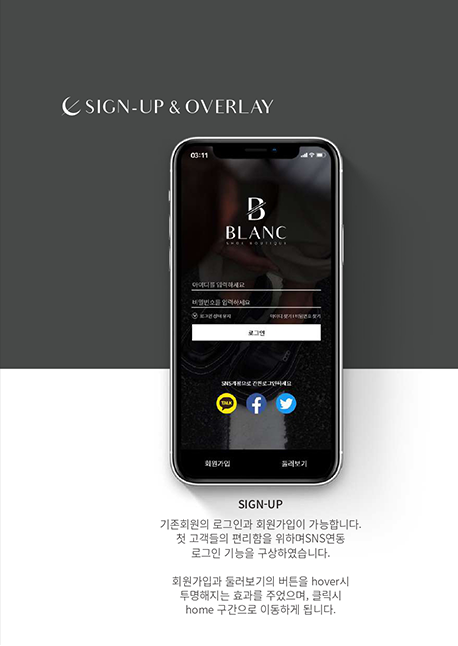 SIGN-UP & OVERLAY
03:11
B
BLANC
SHOE BOUTIQUE
아이디를 입력하세요
비밀번호을 입력하세요
로그인 상태 유지 아이디 찾기 l 비밀번호 찾기
로그인
SNS계정으로 간편로그인하세요
TALK
회원가입 둘러보기
SIGN-UP
기존회원의 로그인과 회원가입이 가능합니다.
첫 고객들의 편리함을 위하며SNS연동
로그인 기능을 구상하였습니다.
회원가입과 둘러보기의 버튼을 hover시
투명해지는 효과를 주었으며, 클릭시
home 구간으로 이동하게 됩니다.